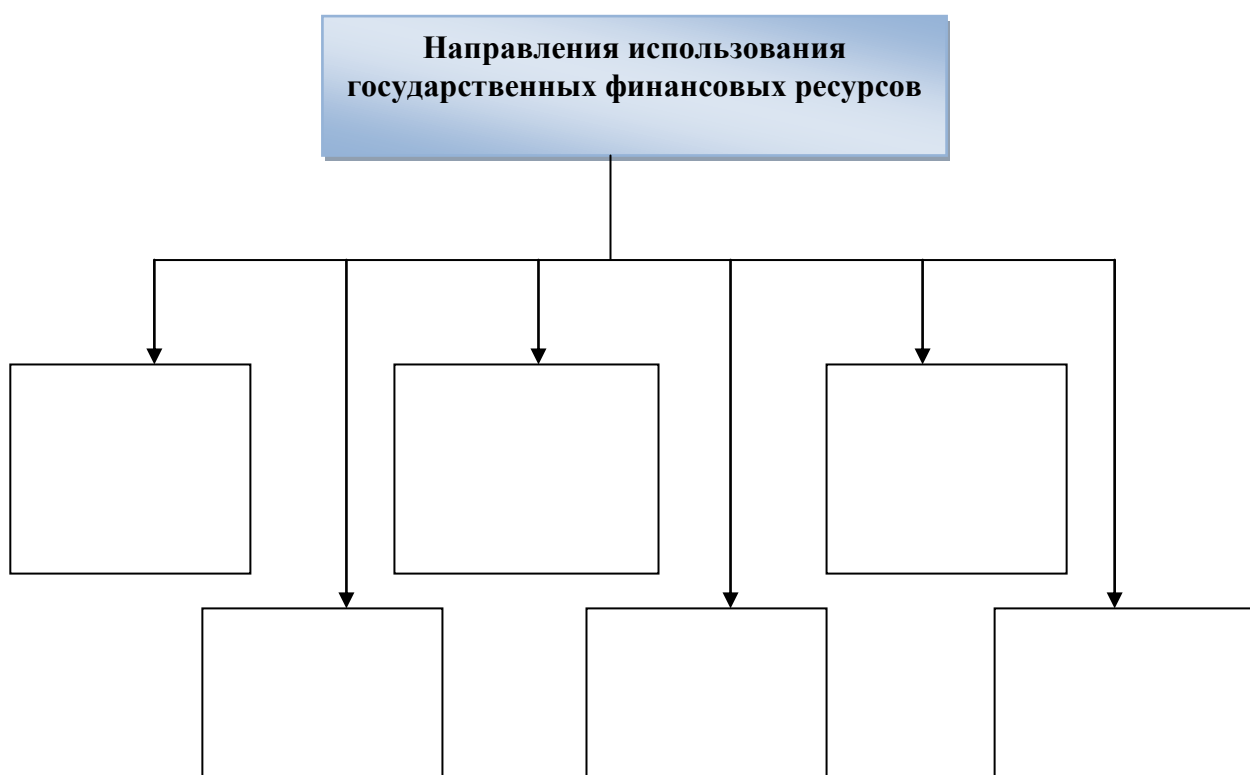 Направления использования
государственных финансовых ресурсов